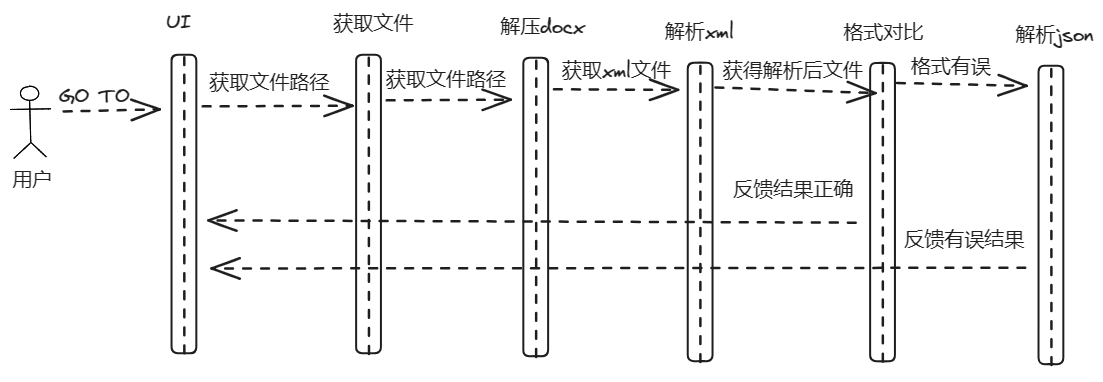 UI
获取文件
解压docx
解析xml
格式对比
解析json
GO TO
获取文件路径
获取文件路径
获取xml文件
获得解析后文件
格式有误
用户
反馈结果正确
反馈有误结果